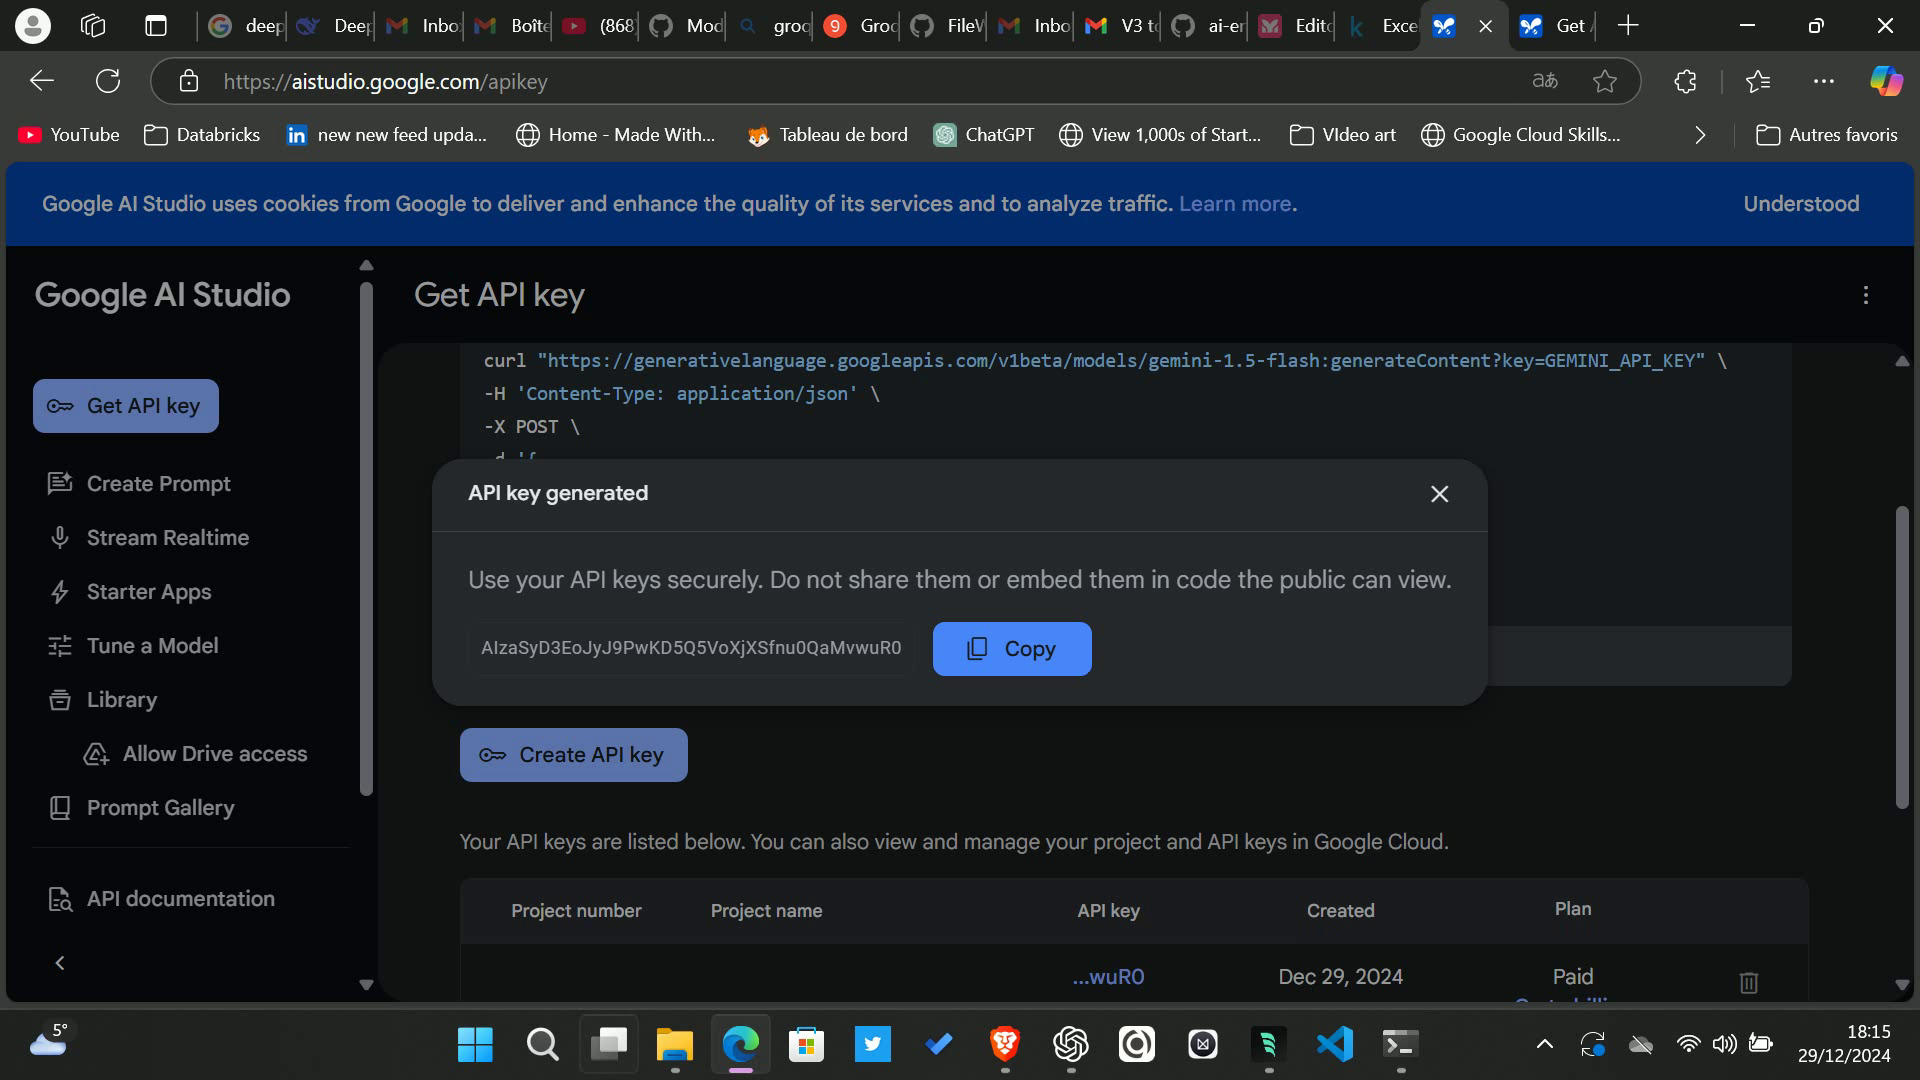 deep
Deep
Inbo
Boîte
(868
Mod
groq
Groc
FileV
Inbo
V3 to
ai-er
Edito
Exce
Get
https://aistudio.google.com/apikey
YouTube
Databricks
new new feed upda...
Home - Made With...
Tableau de bord
ChatGPT
View 1,000s of Start...
VIdeo art
Google Cloud Skills...
Autres favoris
Google AI Studio uses cookies from Google to deliver and enhance the quality of its services and to analyze traffic. Learn more.
Understood
Google AI Studio
Get API key
Get API key
Create Prompt
Stream Realtime
Starter Apps
Tune a Model
Library
Allow Drive access
Prompt Gallery
API documentation
curl "https://generativelanguage.googleapis.com/v1beta/models/gemini-1.5-flash:generateContent?key=GEMINI_API_KEY" \
-H 'Content-Type: application/json' \
-X POST \
-d '{
API key generated
Use your API keys securely. Do not share them or embed them in code the public can view.
AIzaSyD3EoJyJ9PwKD5Q5VoXjXSfnu0QaMvwuR0
Copy
Create API key
Your API keys are listed below. You can also view and manage your project and API keys in Google Cloud.
Project number
Project name
API key
Created
Plan
...wuR0
Dec 29, 2024
Paid
5°
18:15
29/12/2024